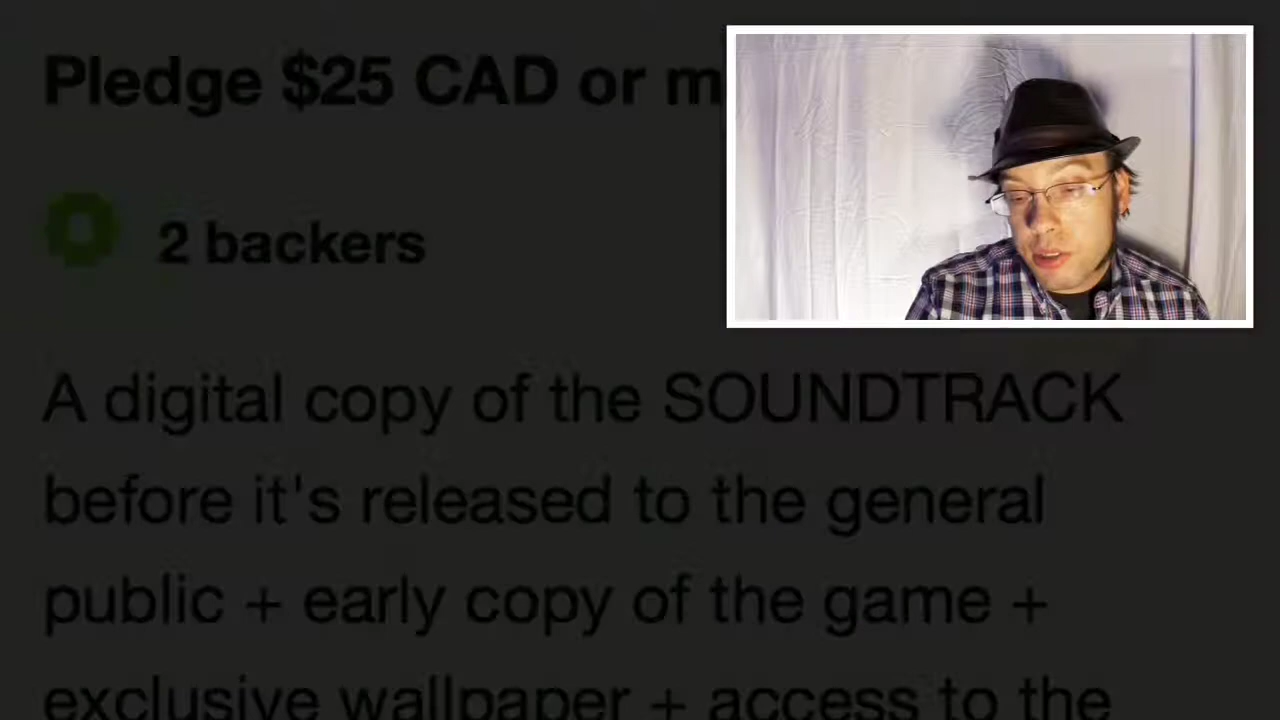 Pledge $25 CAD or m
2 backers
A digital copy of the SOUNDTRACK
before it's released to the general
public + early copy of the game +
exclusive wallpaper + access to the